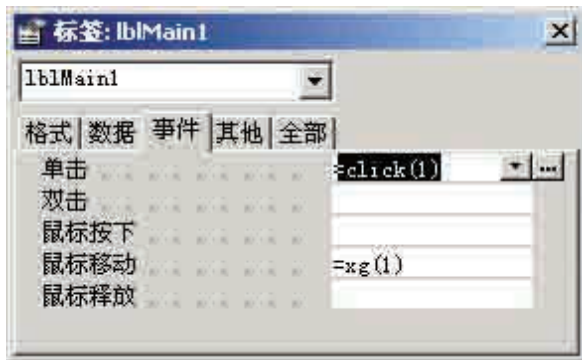 标签: lblMain1
lblMain1
格式 数据 事件 其他 全部
单击 =click(1)
双击
鼠标按下
鼠标移动 =xg(1)
鼠标释放